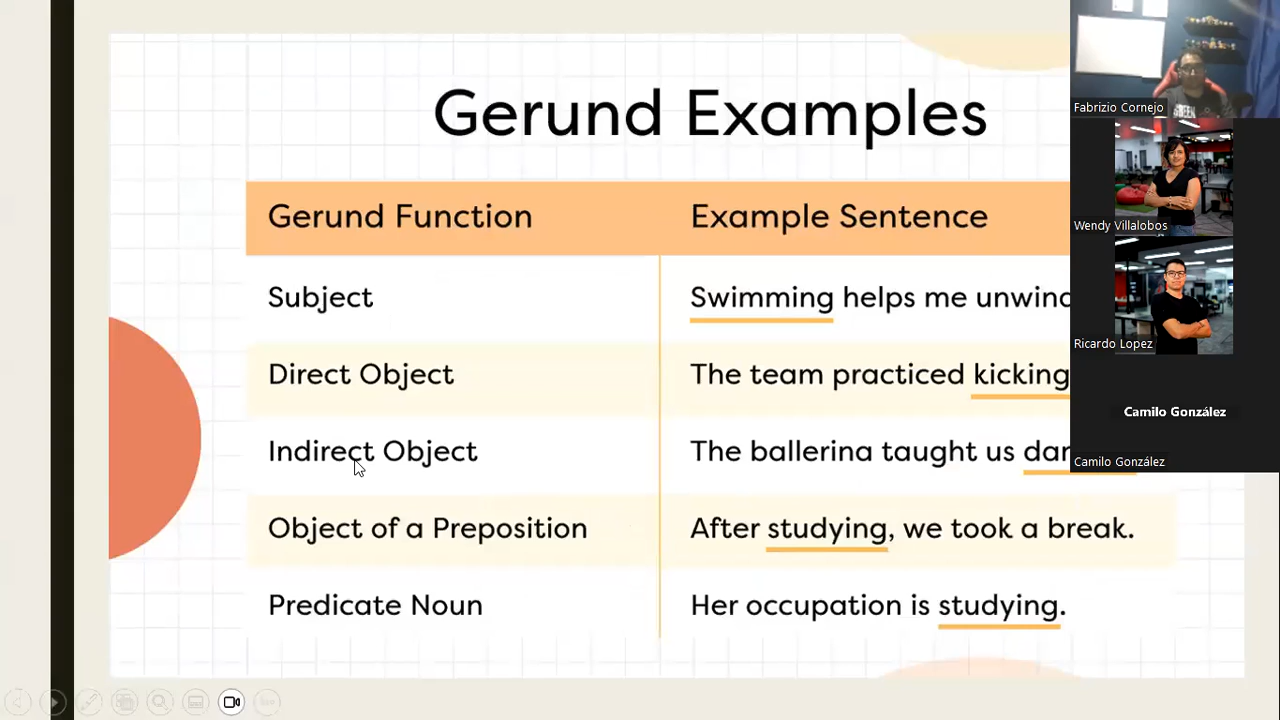 Gerund Examples
Gerund Function Example Sentence
Subject Swimming helps me unwind
Direct Object The team practiced kicking
Indirect Object The ballerina taught us
Object of a Preposition After studying, we took a break.
Predicate Noun Her occupation is studying.
Fabrizio Cornejo
GREEN
Wendy Villalobos
Ricardo Lopez
Camilo González
Camilo González